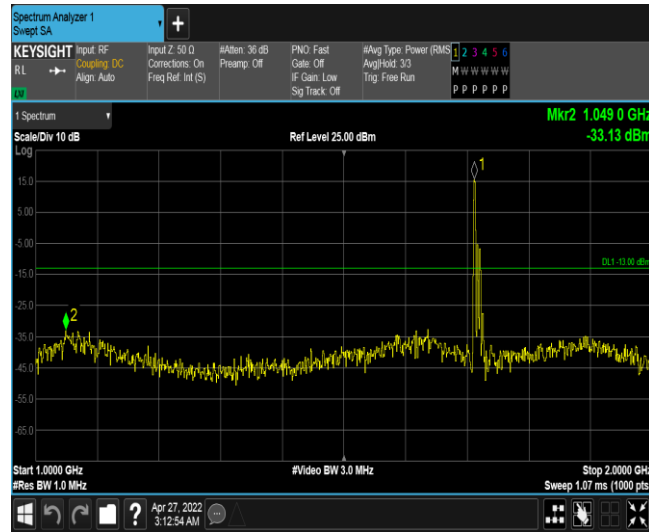 Spectrum Analyzer 1
Swept SA
+
KEYSIGHT
RL
LXI
Input: RF
Coupling: DC
Align: Auto
Input Z: 50 Ω
Corrections: On
Freq Ref: Int (S)
#Atten: 36 dB
Preamp: Off
PNO: Fast
Gate: Off
IF Gain: Low
Sig Track: Off
#Avg Type: Power (RMS
Avg|Hold: 3/3
Trig: Free Run
1 2 3 4 5 6
M W W W W W
P P P P P P
1 Spectrum
Mkr2 1.049 0 GHz
Scale/Div 10 dB
Ref Level 25.00 dBm
-33.13 dBm
Log
1
15.0
5.00
-5.00
DL1 -13.00 dBm
-15.0
-25.0
2
-35.0
-45.0
-55.0
-65.0
Start 1.0000 GHz
#Video BW 3.0 MHz
Stop 2.0000 GHz
#Res BW 1.0 MHz
Sweep 1.07 ms (1000 pts)
?
Apr 27, 2022
3:12:54 AM